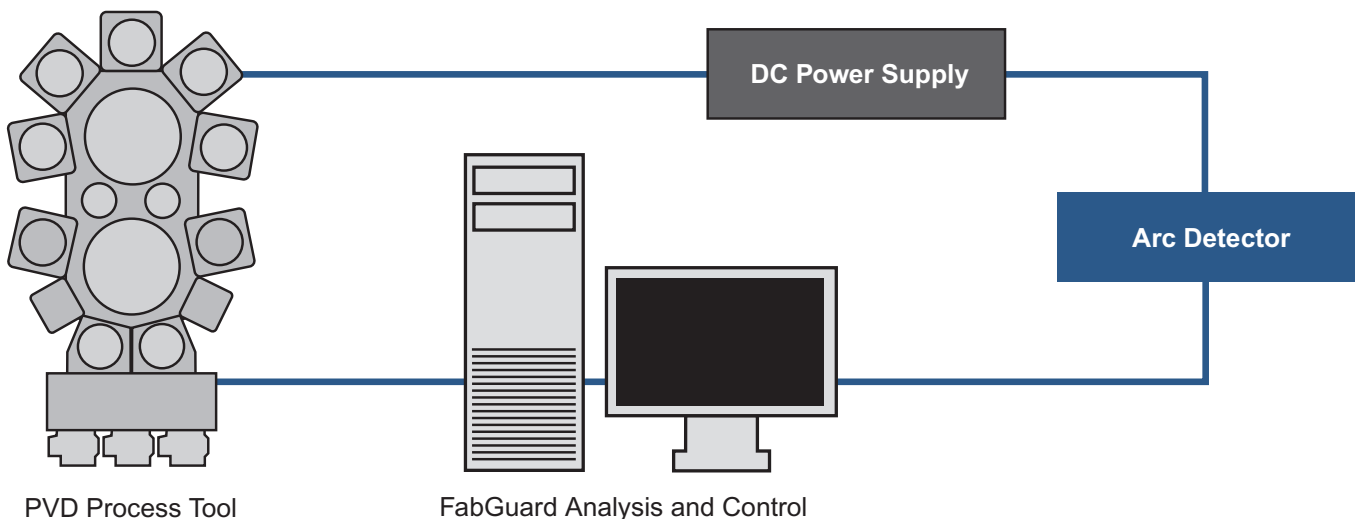 DC Power Supply
Arc Detector
PVD Process Tool
FabGuard Analysis and Control